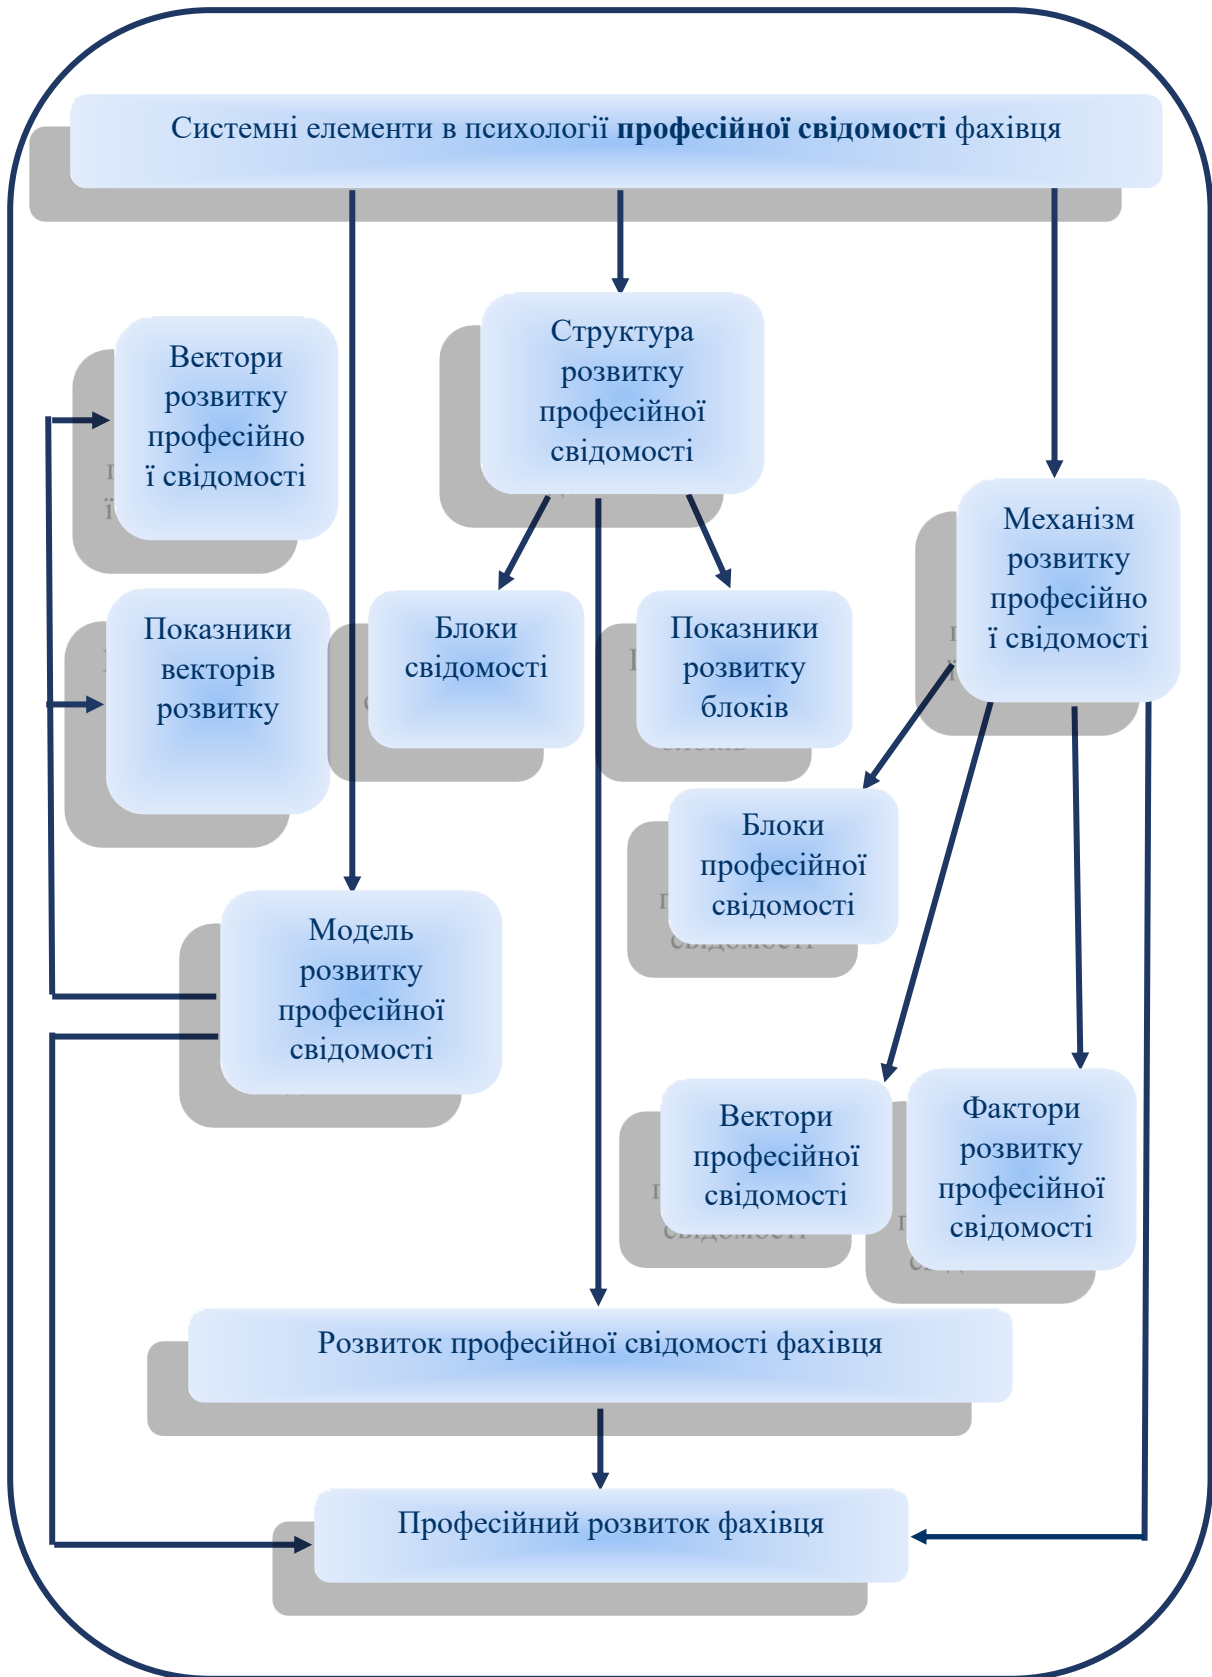 Системні елементи в психології професійної свідомості фахівця
Структура
розвитку
професійної
свідомості
Вектори
розвитку
професійно
ї свідомості
Механізм
розвитку
професійно
ї свідомості
Показники
векторів
розвитку
Блоки
свідомості
Показники
розвитку
блоків
Блоки
професійної
свідомості
Модель
розвитку
професійної
свідомості
Вектори
професійної
свідомості
Фактори
розвитку
професійної
свідомості
Розвиток професійної свідомості фахівця
Професійний розвиток фахівця